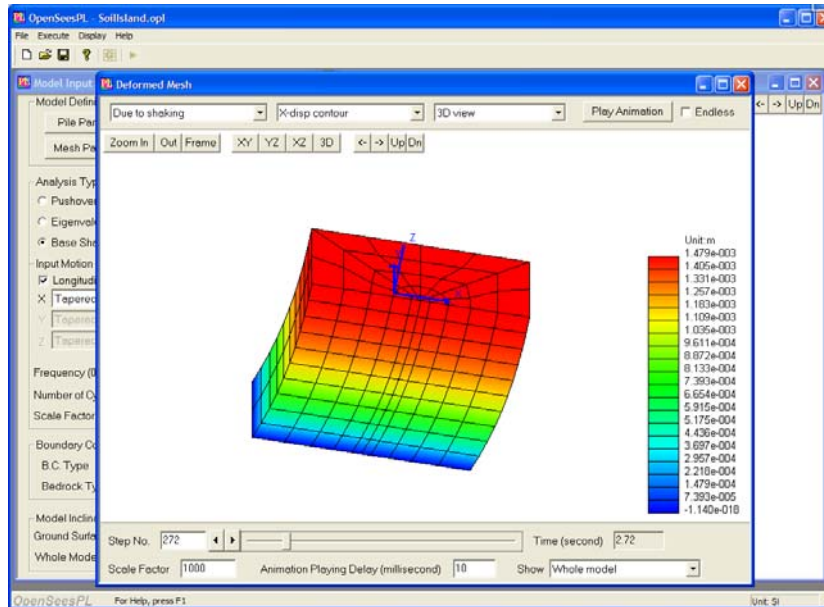 OpenSeesPL - SoilIsland.opl
File Execute Display Help
Model Input
Deformed Mesh
Model Defini
Pile Par
Mesh Pa
Due to shaking
X-disp contour
3D view
Play Animation
Endless
<- -> Up Dn
Zoom In Out Frame XY YZ XZ 3D <- -> Up Dn
Analysis Typ
Pushove
Eigenval
Base Sha
Input Motion
Longitudi
X Tapered
Y Tapered
Z Tapered
Frequency (
Number of Cy
Scale Factor
Boundary Co
B.C. Type
Bedrock Ty
Model Inclin
Ground Surfa
Whole Mode
Z
Unit:m
1.479e-003
1.405e-003
1.331e-003
1.257e-003
1.183e-003
1.109e-003
1.035e-003
9.611e-004
8.872e-004
8.133e-004
7.393e-004
6.654e-004
5.915e-004
5.175e-004
4.436e-004
3.697e-004
2.957e-004
2.218e-004
1.479e-004
7.393e-005
-1.140e-018
Step No. 272
Time (second) 2.72
Scale Factor 1000 Animation Playing Delay (millisecond) 10 Show Whole model
OpenSeesPL For Help, press F1 Unit: SI